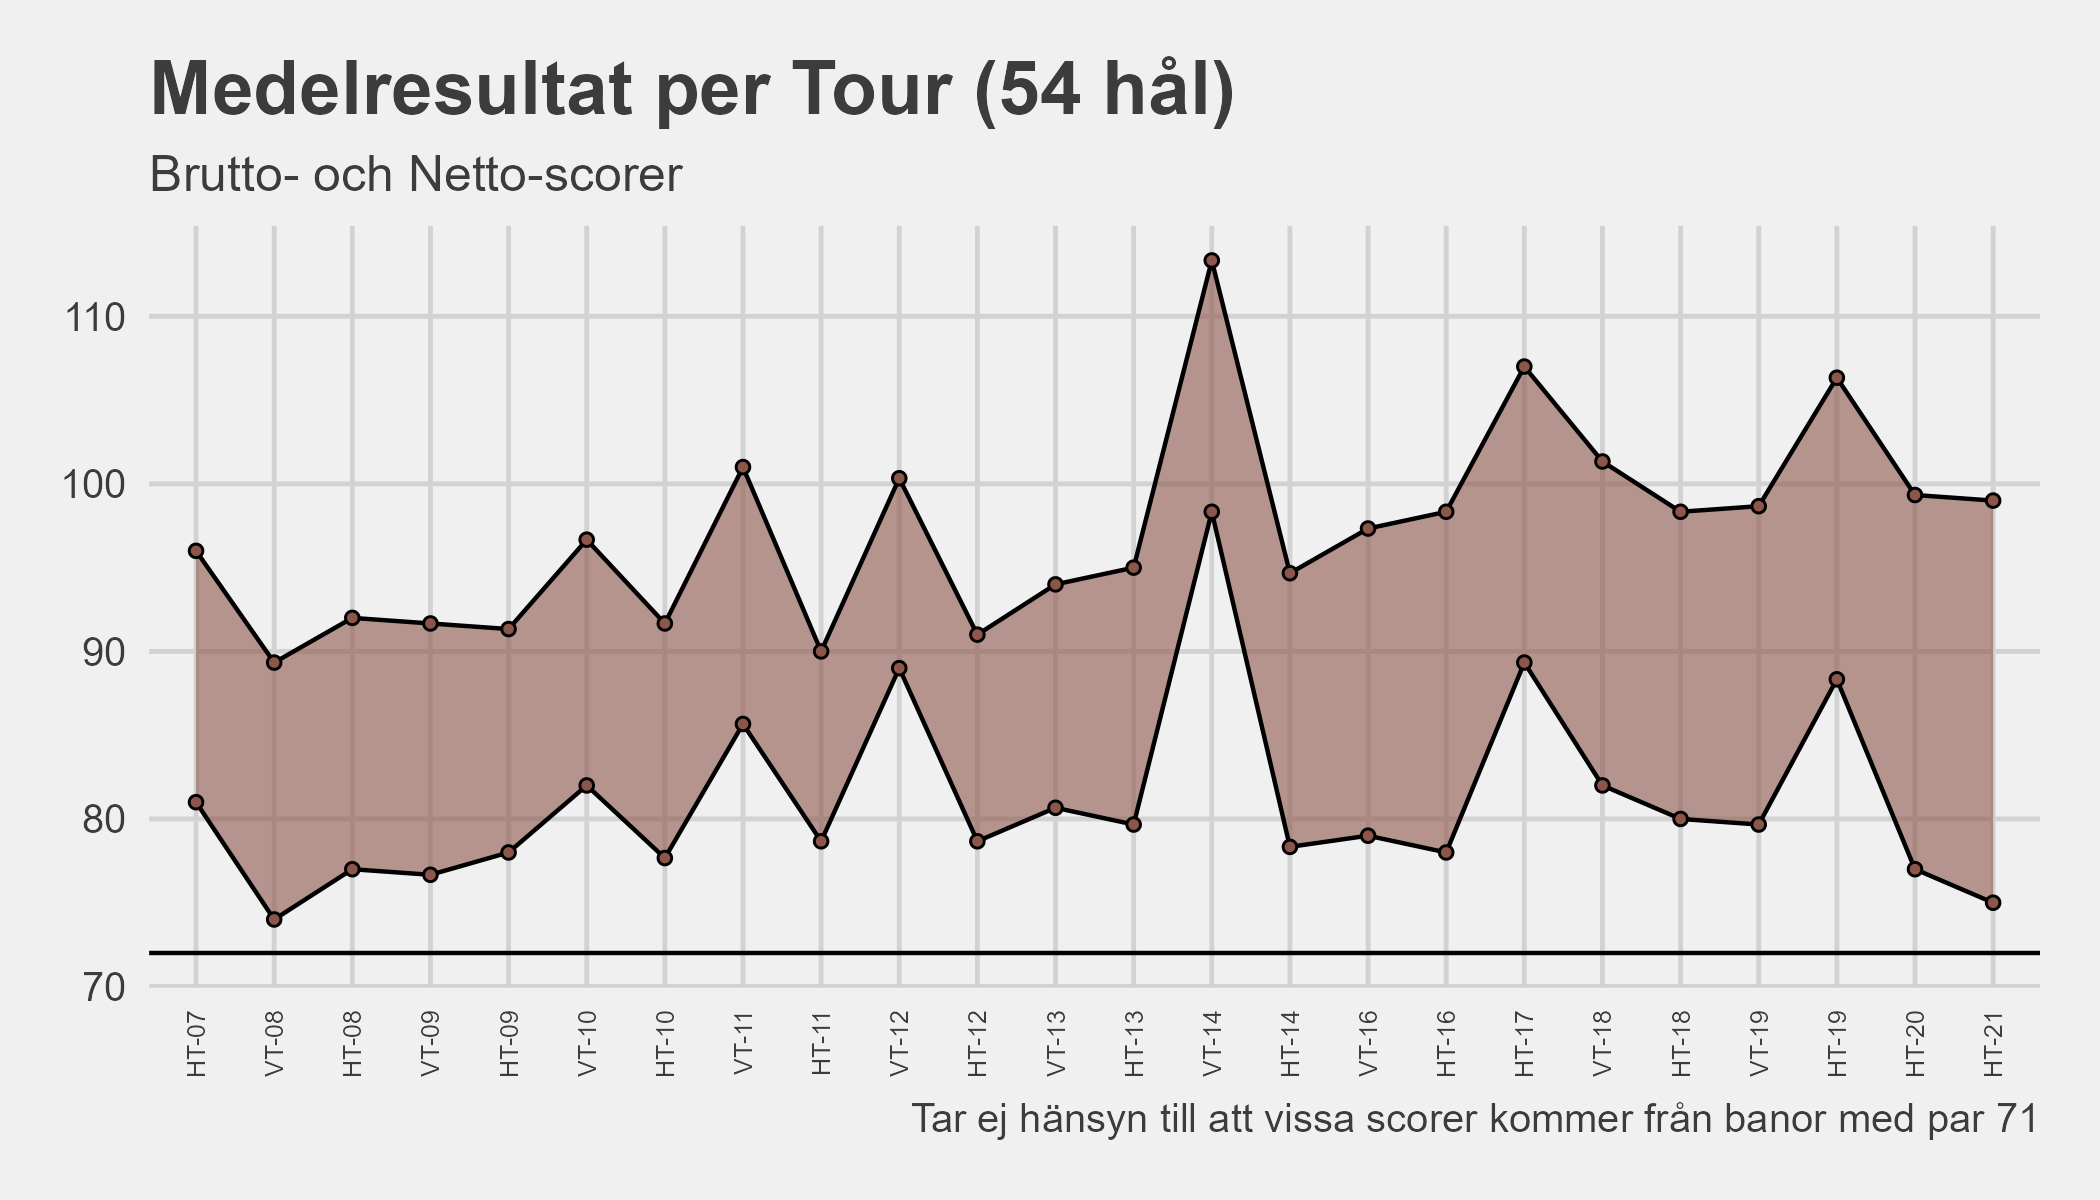 Medelresultat per Tour (54 hål)
Brutto- och Netto-scorer
110
100
90
80
70
HT-07
VT-08
HT-08
VT-09
HT-09
VT-10
HT-10
VT-11
HT-11
VT-12
HT-12
VT-13
HT-13
VT-14
HT-14
VT-16
HT-16
HT-17
VT-18
HT-18
VT-19
HT-19
HT-20
HT-21
Tar ej hänsyn till att vissa scorer kommer från banor med par 71